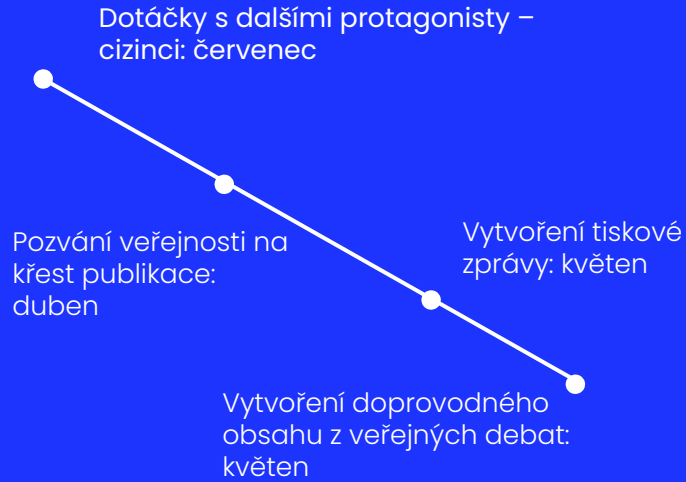 Dotáčky s dalšími protagonisty –
cizinci: červenec
Pozvání veřejnosti na
křest publikace:
duben
Vytvoření tiskové
zprávy: květen
Vytvoření doprovodného
obsahu z veřejných debat:
květen